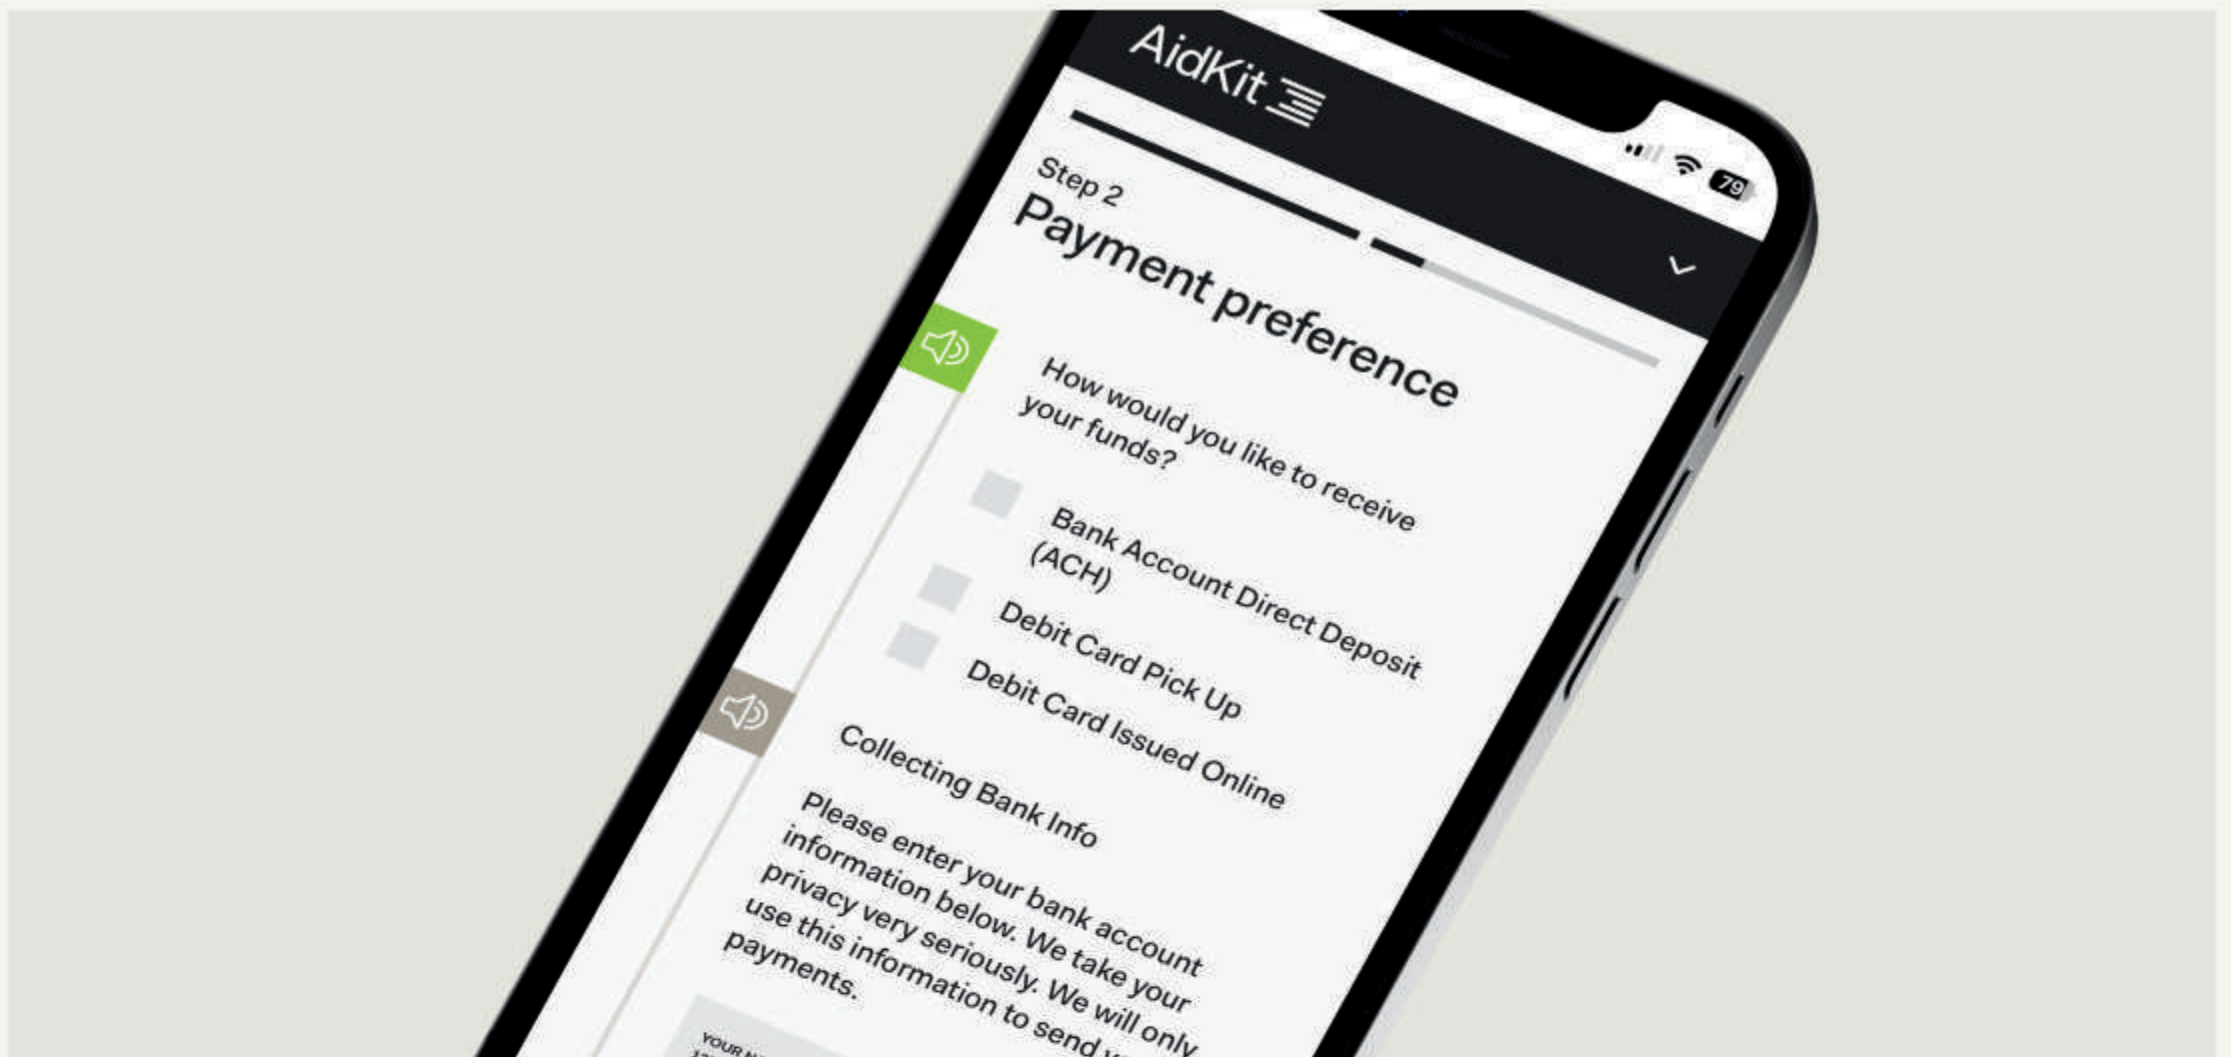 AidKit
79
Step 2
Payment preference
How would you like to receive
your funds?
Bank Account Direct Deposit
(ACH)
Debit Card Pick Up
Debit Card Issued Online
Collecting Bank Info
Please enter your bank account
information below. We take your
privacy very seriously. We will only
use this information to send
payments.
YOUR